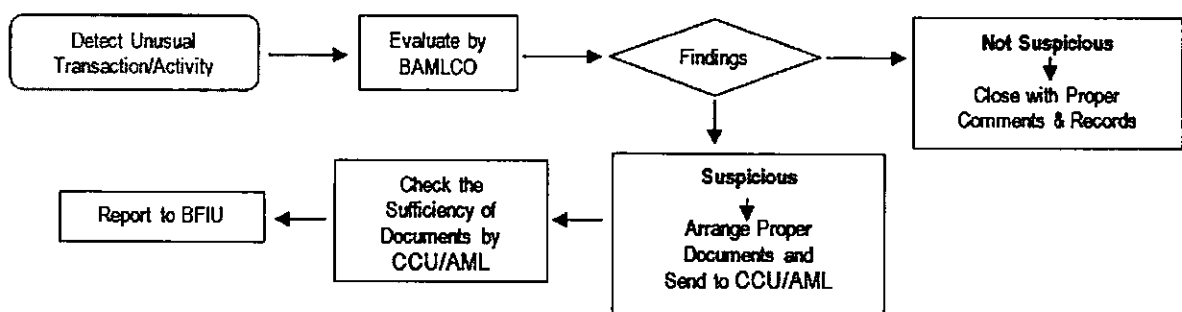 Detect Unusual
Transaction/Activity
Evaluate by
BAMLCO
Findings
Not Suspicious
Close with Proper
Comments & Records
Suspicious
Arrange Proper
Documents and
Send to CCU/AML
Check the
Sufficiency of
Documents by
CCU/AML
Report to BFIU